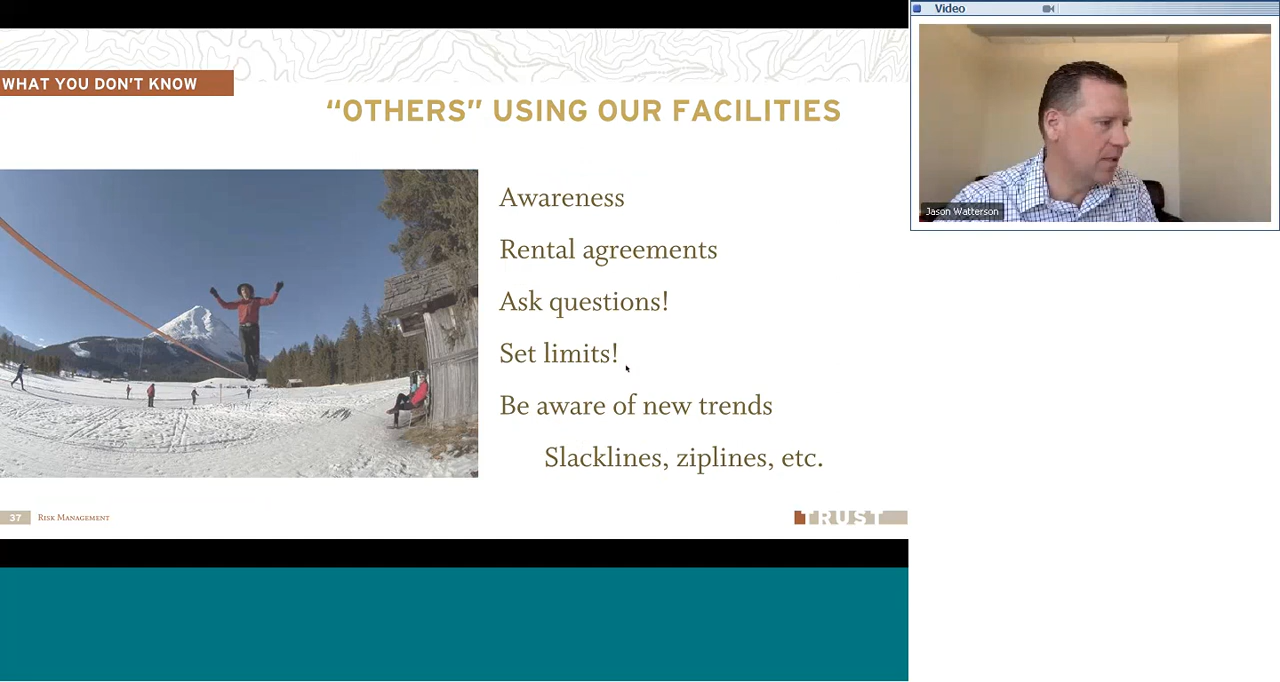 WHAT YOU DON'T KNOW
“OTHERS” USING OUR FACILITIES
Awareness
Rental agreements
Ask questions!
Set limits!
Be aware of new trends
Slacklines, ziplines, etc.
37 RISK MANAGEMENT
TRUST
Video
Jason Watterson